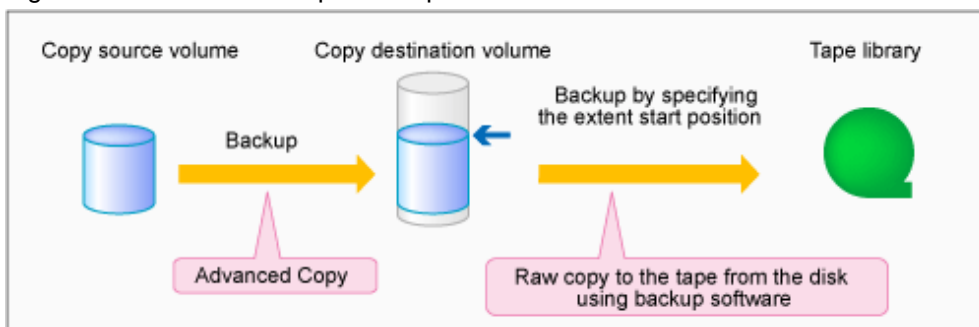 Copy source volume
Copy destination volume
Tape library
Backup
Backup by specifying
the extent start position
Advanced Copy
Raw copy to the tape from the disk
using backup software